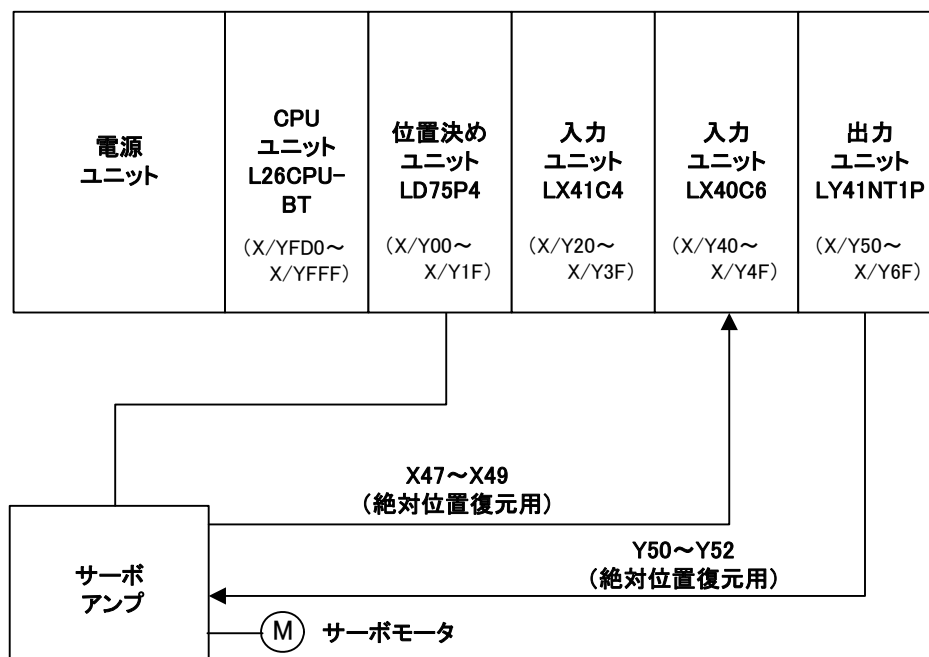 電源
ユニット
CPU
ユニット
L26CPU-
BT
(X/YFD0～
X/YFFF)
位置決め
ユニット
LD75P4
(X/Y00～
X/Y1F)
入力
ユニット
LX41C4
(X/Y20～
X/Y3F)
入力
ユニット
LX40C6
(X/Y40～
X/Y4F)
出力
ユニット
LY41NT1P
(X/Y50～
X/Y6F)
X47～X49
(絶対位置復元用)
Y50～Y52
(絶対位置復元用)
サーボ
アンプ
M サーボモータ